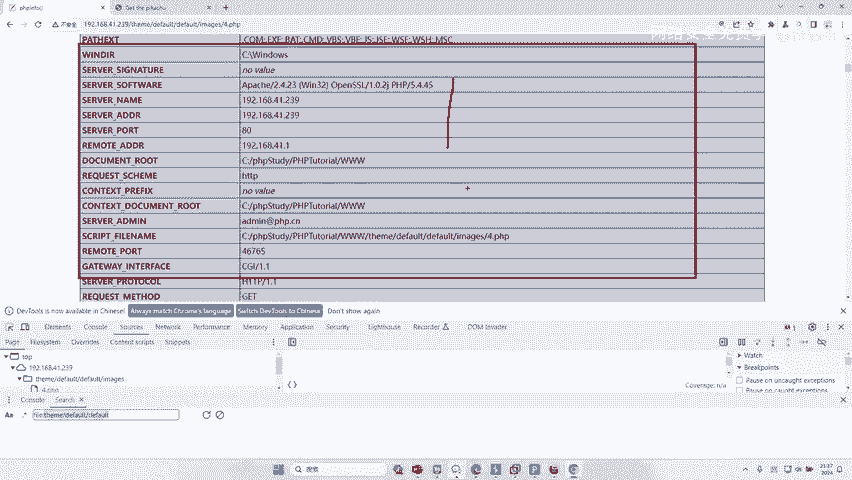 phpinfo()
Get the pikachu
不安全 192.168.41.239/theme/default/default/images/4.php
PATHEXT .COM;.EXE;.BAT;.CMD;.VBS;.VBE;.JS;.JSE;.WSF;.WSH;.MSC
WINDIR C:\Windows
SERVER_SIGNATURE no value
SERVER_SOFTWARE Apache/2.4.23 (Win32) OpenSSL/1.0.2j PHP/5.4.45
SERVER_NAME 192.168.41.239
SERVER_ADDR 192.168.41.239
SERVER_PORT 80
REMOTE_ADDR 192.168.41.1
DOCUMENT_ROOT C:/phpStudy/PHPTutorial/WWW
REQUEST_SCHEME http
CONTEXT_PREFIX no value
CONTEXT_DOCUMENT_ROOT C:/phpStudy/PHPTutorial/WWW
SERVER_ADMIN admin@php.cn
SCRIPT_FILENAME C:/phpStudy/PHPTutorial/WWW/theme/default/default/images/4.php
REMOTE_PORT 46765
GATEWAY_INTERFACE CGI/1.1
SERVER_PROTOCOL HTTP/1.1
REQUEST_METHOD GET
DevTools is now available in Chinese! Always match Chrome's language Switch DevTools to Chinese Don't show again
Elements Console Sources Network Performance Memory Application Security Lighthouse Recorder DOM Invader
Page Filesystem Overrides Content scripts Snippets
top
192.168.41.239
theme/default/default/images
Coverage: n/a
Watch
Breakpoints
Pause on uncaught exceptions
Pause on caught exceptions
Console Search
Aa .* file:theme/default/default
搜索
21:37
2024